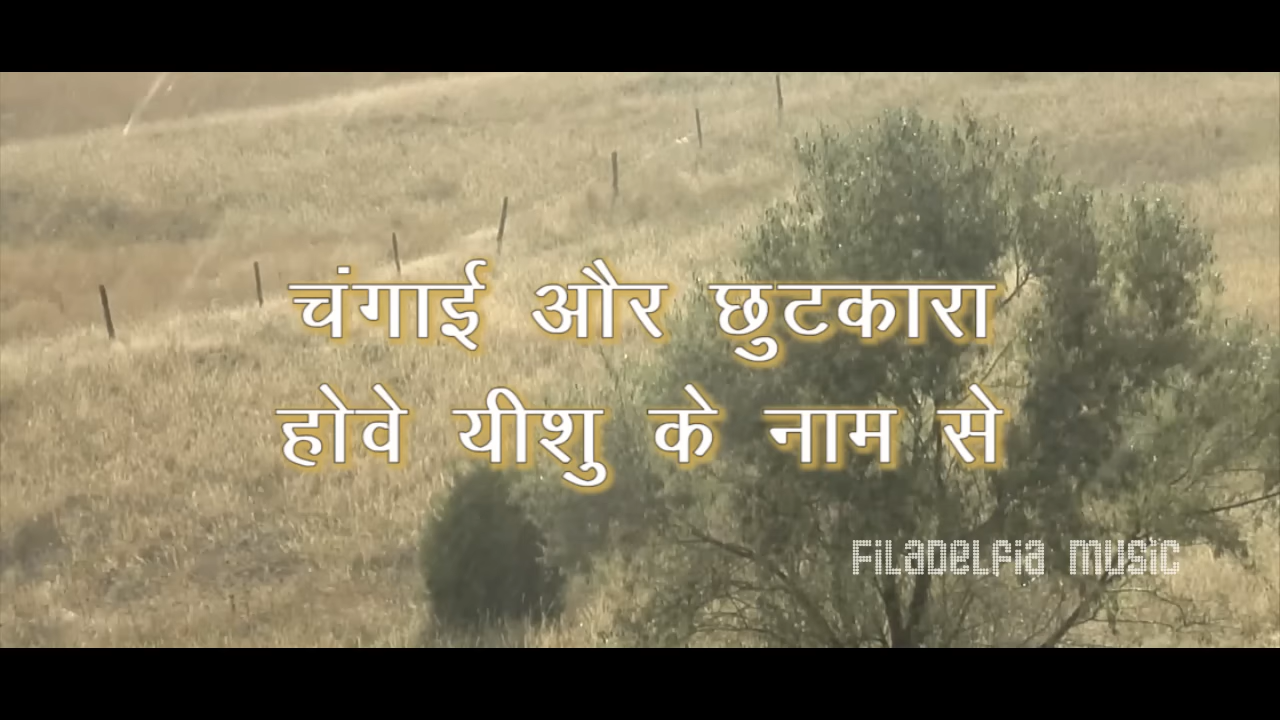 चंगाई और छुटकारा
होवे यीशु के नाम से
FILADELFIA MUSIC